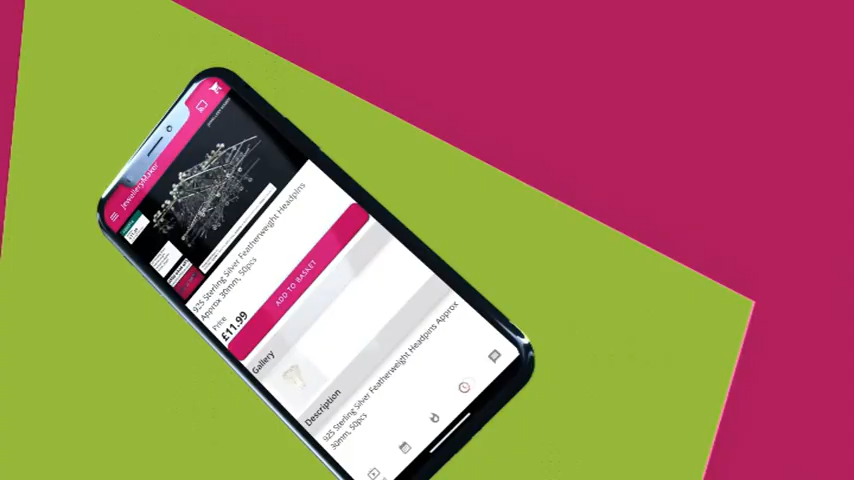 JewelleryMaker
925 Sterling Silver Featherweight Headpins
Approx 30mm, 50pcs
Price
£11.99
ADD TO BASKET
Gallery
Description
925 Sterling Silver Featherweight Headpins Approx
30mm, 50pcs